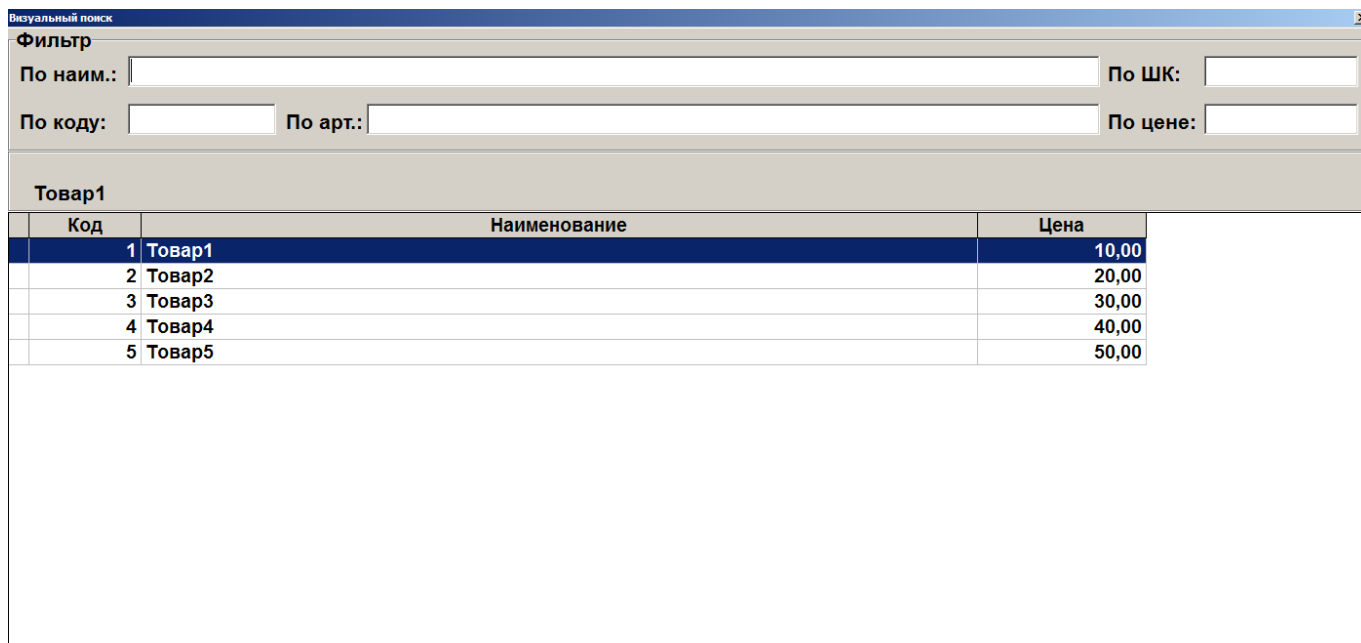 Визуальный поиск
Фильтр
По наим.: По ШК:
По коду: По арт.: По цене:
Товар1
Код Наименование Цена
1 Товар1 10,00
2 Товар2 20,00
3 Товар3 30,00
4 Товар4 40,00
5 Товар5 50,00